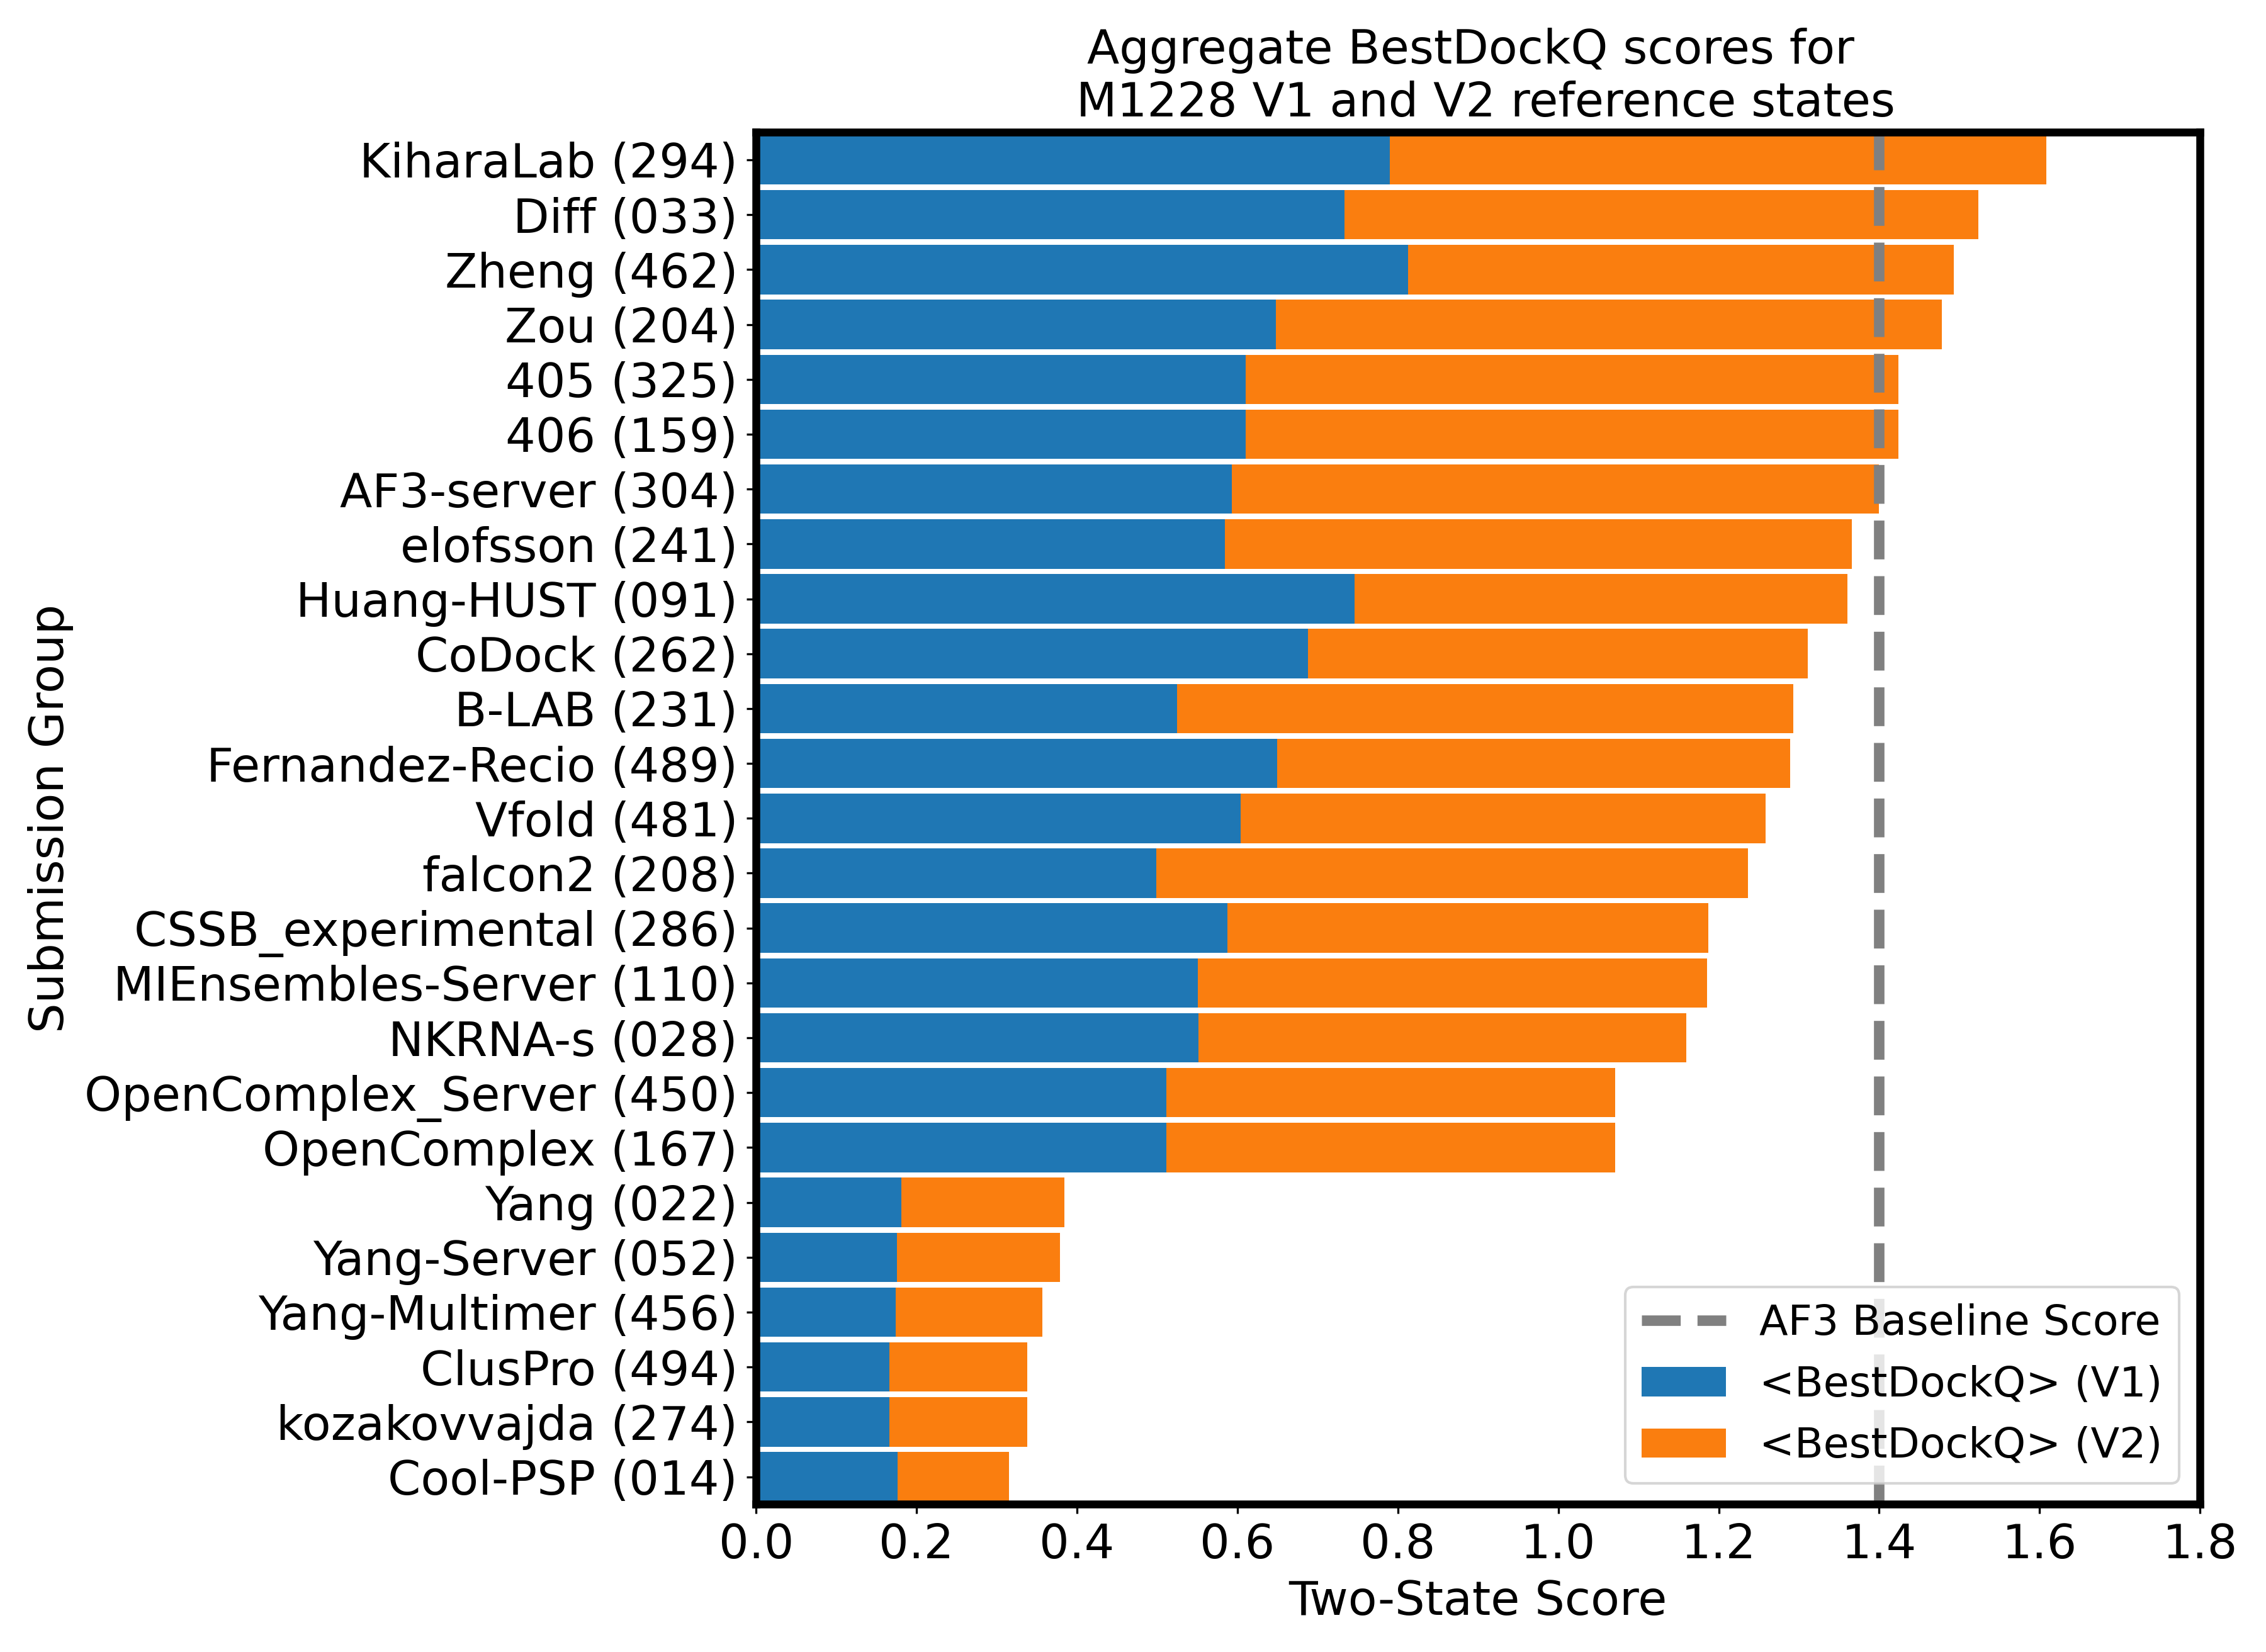 Aggregate BestDockQ scores for
M1228 V1 and V2 reference states
Submission Group
KiharaLab (294)
Diff (033)
Zheng (462)
Zou (204)
405 (325)
406 (159)
AF3-server (304)
elofsson (241)
Huang-HUST (091)
CoDock (262)
B-LAB (231)
Fernandez-Recio (489)
Vfold (481)
falcon2 (208)
CSSB_experimental (286)
MIEnsembles-Server (110)
NKRNA-s (028)
OpenComplex_Server (450)
OpenComplex (167)
Yang (022)
Yang-Server (052)
Yang-Multimer (456)
ClusPro (494)
kozakovvajda (274)
Cool-PSP (014)
AF3 Baseline Score
<BestDockQ> (V1)
<BestDockQ> (V2)
0.0 0.2 0.4 0.6 0.8 1.0 1.2 1.4 1.6 1.8
Two-State Score